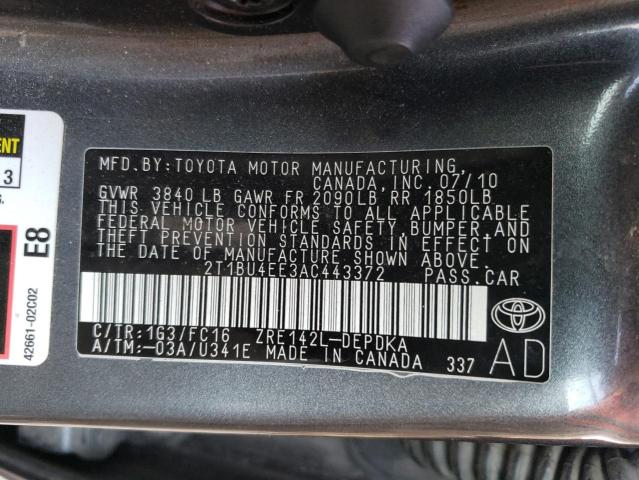 ENT
13
E8
42661-02C02
MFD.BY:TOYOTA MOTOR MANUFACTURING,
CANADA, INC. 07/10
GVWR 3840 LB GAWR FR 2090LB RR 1850LB
THIS VEHICLE CONFORMS TO ALL APPLICABLE
FEDERAL MOTOR VEHICLE SAFETY, BUMPER, AND
THEFT PREVENTION STANDARDS IN EFFECT ON
THE DATE OF MANUFACTURE SHOWN ABOVE.
2T1BU4EE3AC443372 PASS.CAR
C/TR:1G3/FC16 ZRE142L-DEPDKA
A/TM:-03A/U341E MADE IN CANADA 337
AD